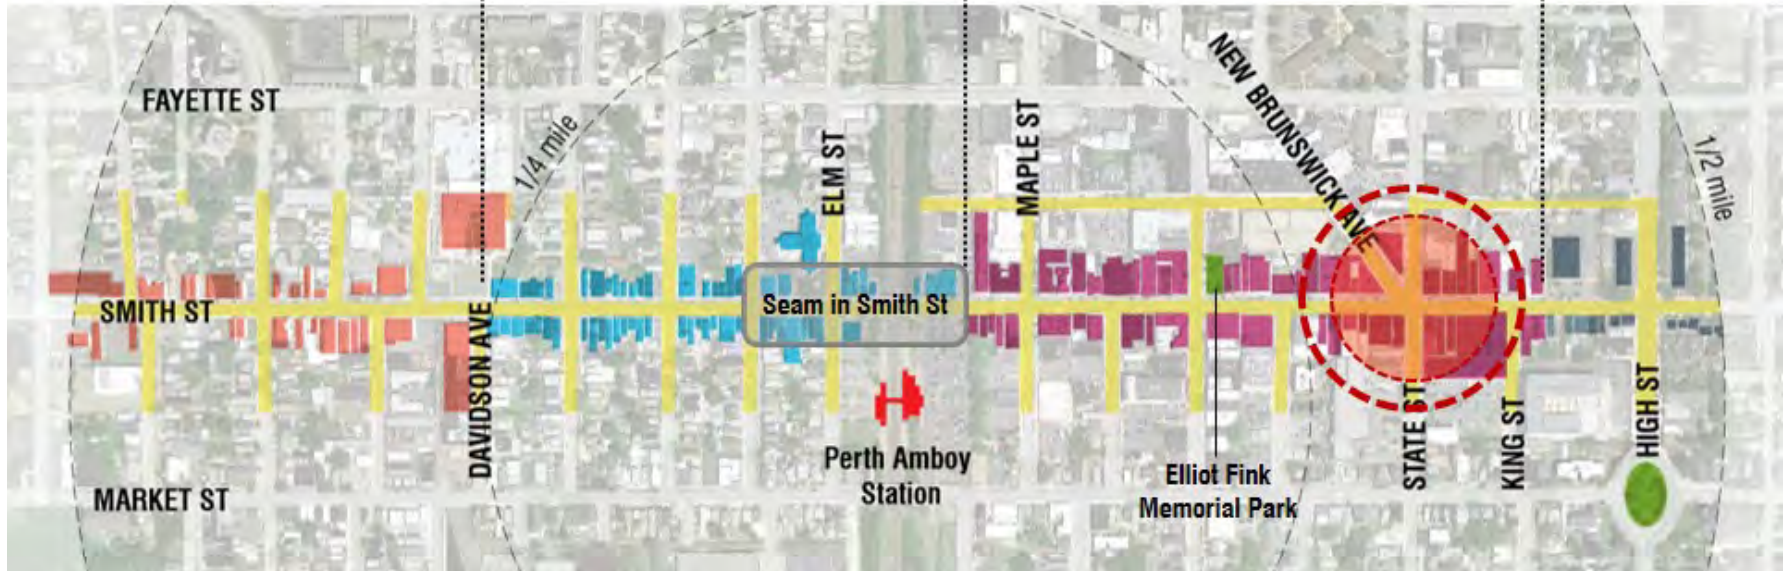 FAYETTE ST
1/4 mile
ELM ST
MAPLE ST
NEW BRUNSWICK AVE
1/2 mile
SMITH ST
Seam in Smith St
DAVIDSON AVE
Perth Amboy
Station
Elliot Fink
Memorial Park
STATE ST
KING ST
HIGH ST
MARKET ST